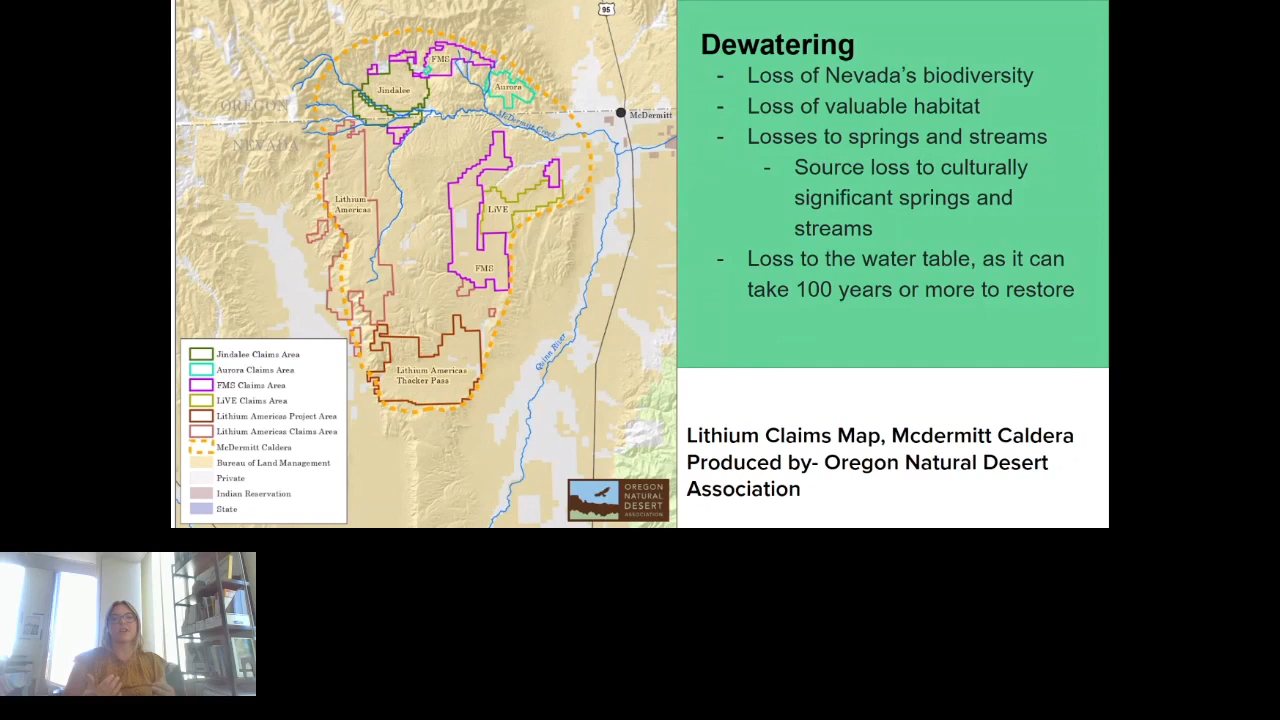 95
FMS
Jindalee
Aurora
OREGON
McDermitt
McDermitt Creek
NEVADA
Lithium
Americas
LiVE
FMS
Quinn River
Lithium Americas
Thacker Pass
Jindalee Claims Area
Aurora Claims Area
FMS Claims Area
LiVE Claims Area
Lithium Americas Project Area
Lithium Americas Claims Area
McDermitt Caldera
Bureau of Land Management
Private
Indian Reservation
State
OREGON
NATURAL
DESERT
ASSOCIATION
Dewatering
- Loss of Nevada’s biodiversity
- Loss of valuable habitat
- Losses to springs and streams
- Source loss to culturally
significant springs and
streams
- Loss to the water table, as it can
take 100 years or more to restore
Lithium Claims Map, Mcdermitt Caldera
Produced by- Oregon Natural Desert
Association